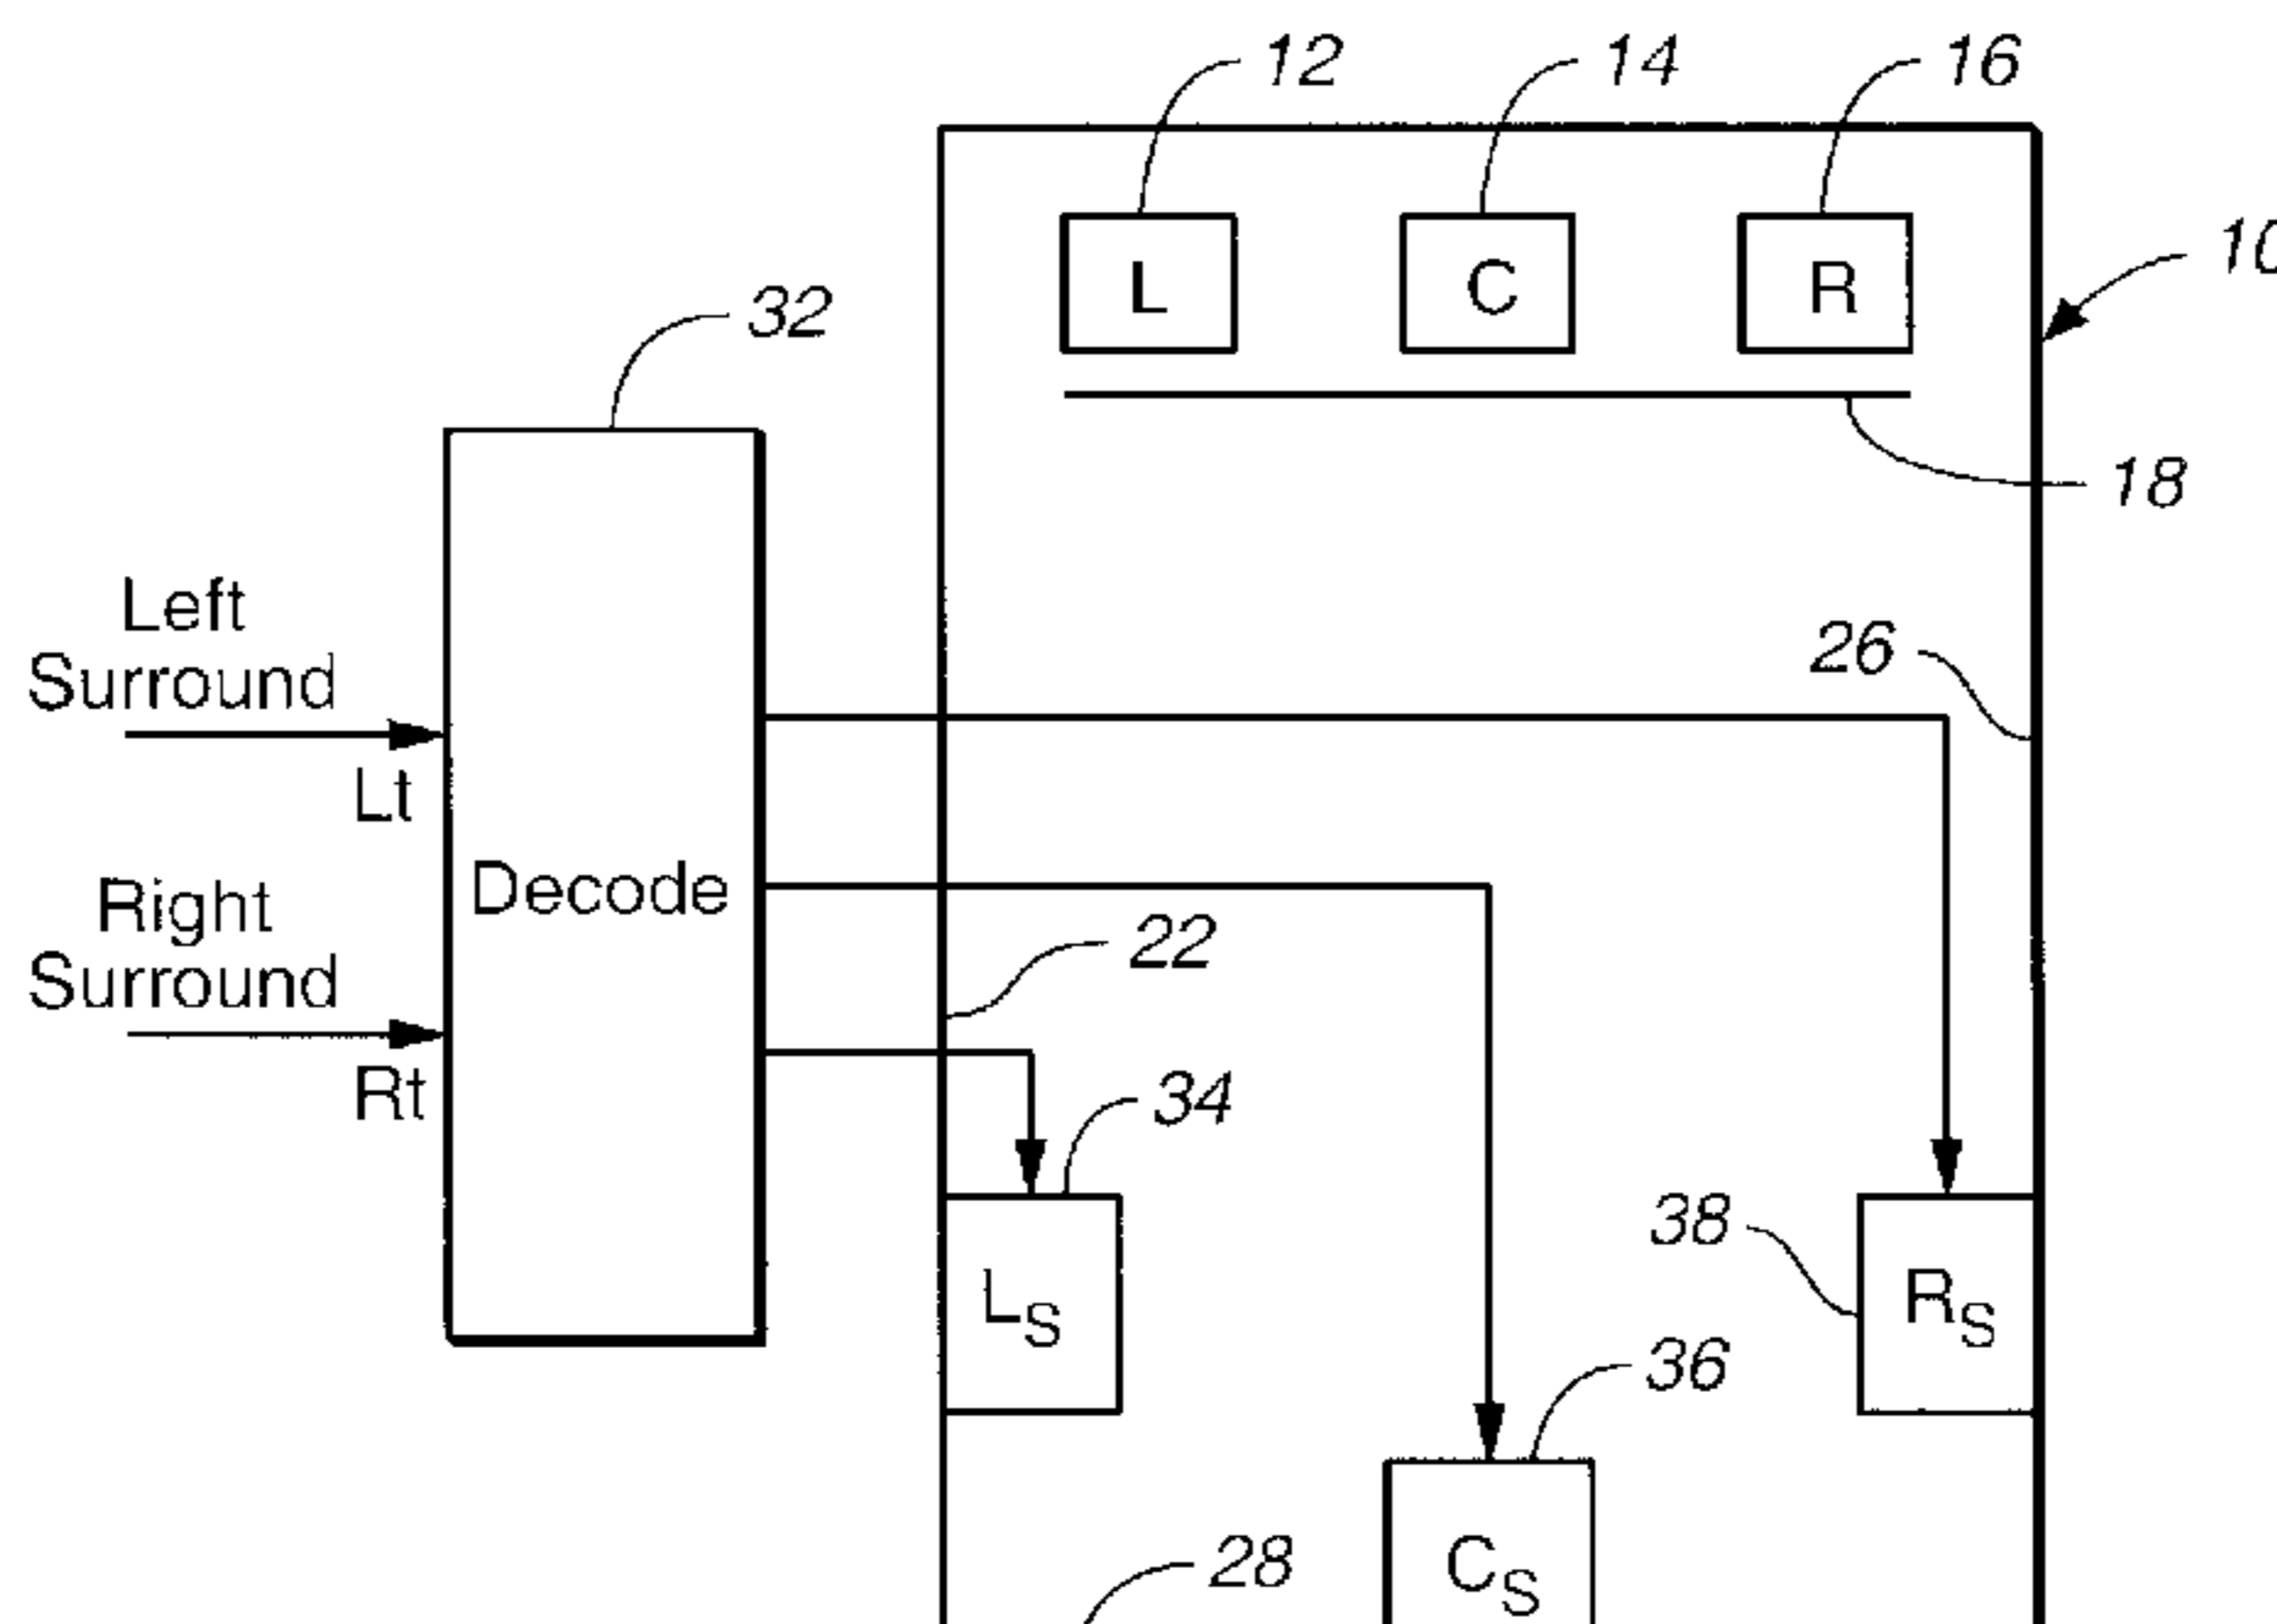 12
14
16
L
C
R
10
32
18
Left
Surround
Lt
26
Decode
Right
Surround
Rt
22
34
38
LS
RS
36
28
CS